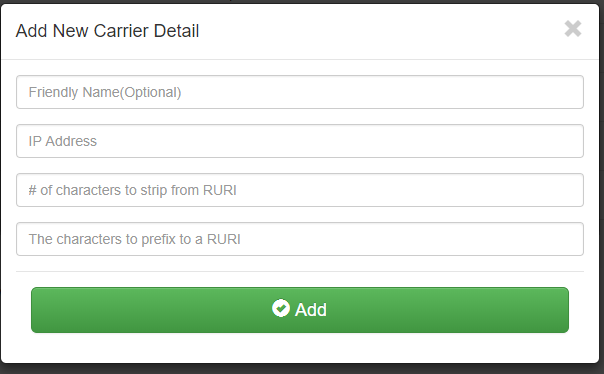 Add New Carrier Detail
Friendly Name(Optional)
IP Address
# of characters to strip from RURI
The characters to prefix to a RURI
Add